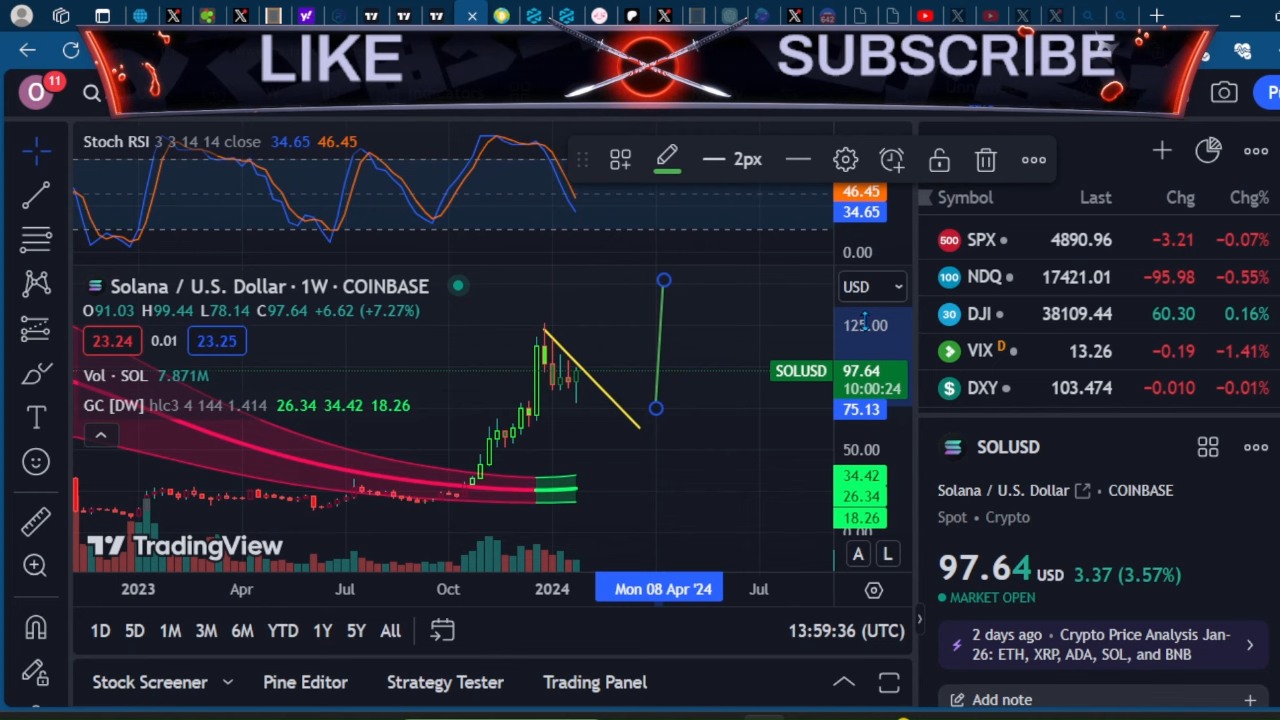 642
LIKE
SUBSCRIBE
O
11
Stoch RSI 3 3 14 14 close 34.65 46.45
2px
46.45
34.65
0.00
Solana / U.S. Dollar · 1W · COINBASE
O91.03 H99.44 L78.14 C97.64 +6.62 (+7.27%)
23.24 0.01 23.25
Vol · SOL 7.871M
GC [DW] hlc3 4 144 1.414 26.34 34.42 18.26
USD
125.00
SOLUSD 97.64
10:00:24
75.13
50.00
34.42
26.34
18.26
0.00
TradingView
A L
2023 Apr Jul Oct 2024 Mon 08 Apr '24 Jul
1D 5D 1M 3M 6M YTD 1Y 5Y All
13:59:36 (UTC)
Stock Screener Pine Editor Strategy Tester Trading Panel
Symbol Last Chg Chg%
500 SPX 4890.96 −3.21 −0.07%
100 NDQ 17421.01 −95.98 −0.55%
30 DJI 38109.44 60.30 0.16%
VIX D 13.26 −0.19 −1.41%
$ DXY 103.474 −0.010 −0.01%
SOLUSD
Solana / U.S. Dollar · COINBASE
Spot · Crypto
97.64 USD 3.37 (3.57%)
MARKET OPEN
2 days ago · Crypto Price Analysis Jan-
26: ETH, XRP, ADA, SOL, and BNB
Add note